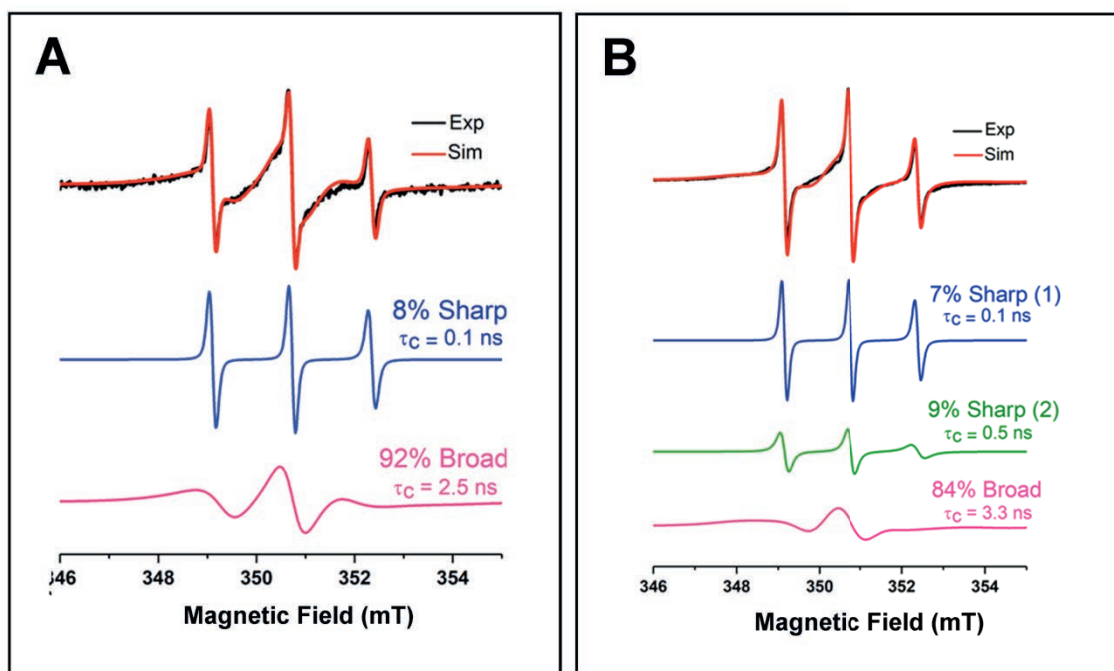 A
Exp
Sim
8% Sharp
τC = 0.1 ns
92% Broad
τC = 2.5 ns
346 348 350 352 354
Magnetic Field (mT)
B
Exp
Sim
7% Sharp (1)
τC = 0.1 ns
9% Sharp (2)
τC = 0.5 ns
84% Broad
τC = 3.3 ns
346 348 350 352 354
Magnetic Field (mT)